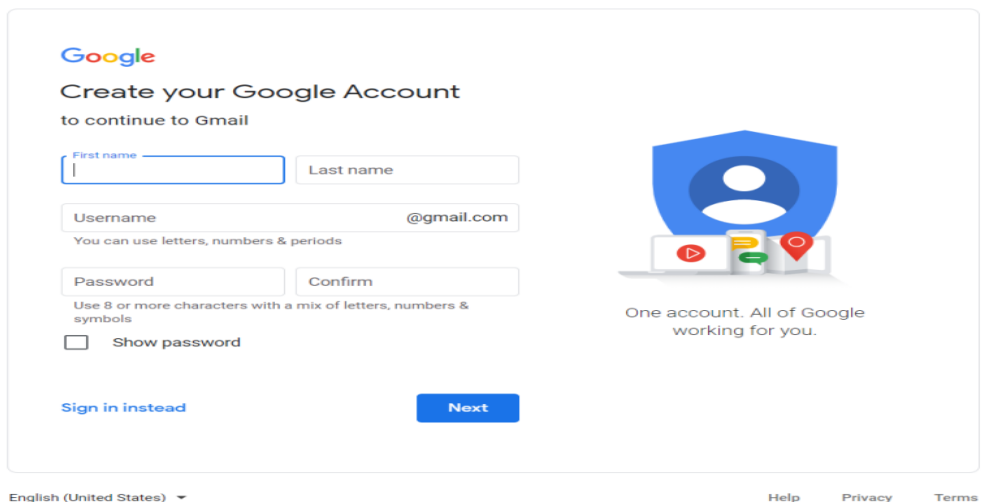 Google
Create your Google Account
to continue to Gmail
First name
Last name
Username @gmail.com
You can use letters, numbers & periods
Password
Confirm
Use 8 or more characters with a mix of letters, numbers &
symbols
Show password
Sign in instead
Next
One account. All of Google
working for you.
English (United States)
Help
Privacy
Terms